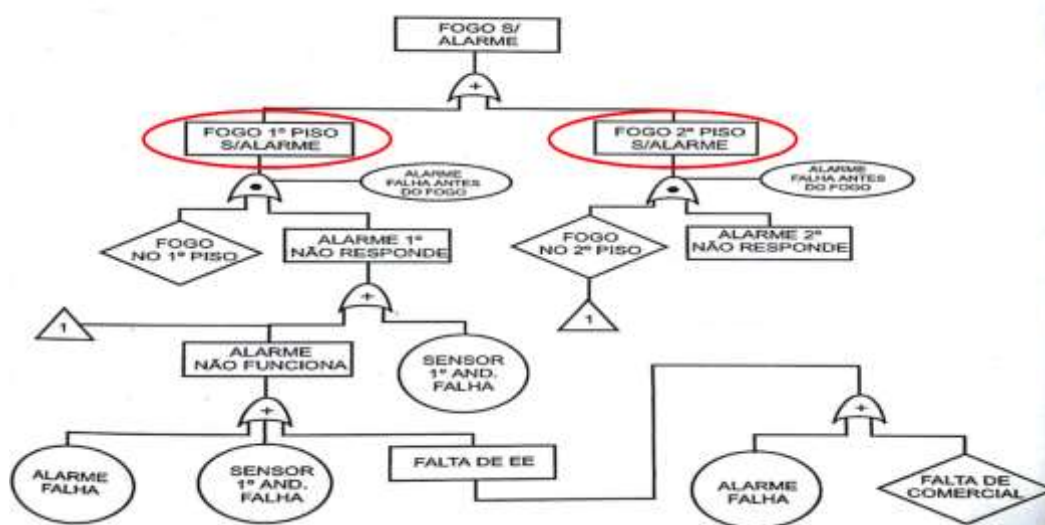 FOGO S/
ALARME
+
FOGO 1º PISO
S/ALARME
FOGO 2º PISO
S/ALARME
ALARME
FALHA ANTES
DO FOGO
ALARME
FALHA ANTES
DO FOGO
FOGO
NO 1º PISO
ALARME 1º
NÃO RESPONDE
FOGO
NO 2º PISO
ALARME 2º
NÃO RESPONDE
+
1
1
ALARME
NÃO FUNCIONA
SENSOR
1º AND.
FALHA
+
+
ALARME
FALHA
SENSOR
1º AND.
FALHA
FALTA DE EE
ALARME
FALHA
FALTA DE
COMERCIAL